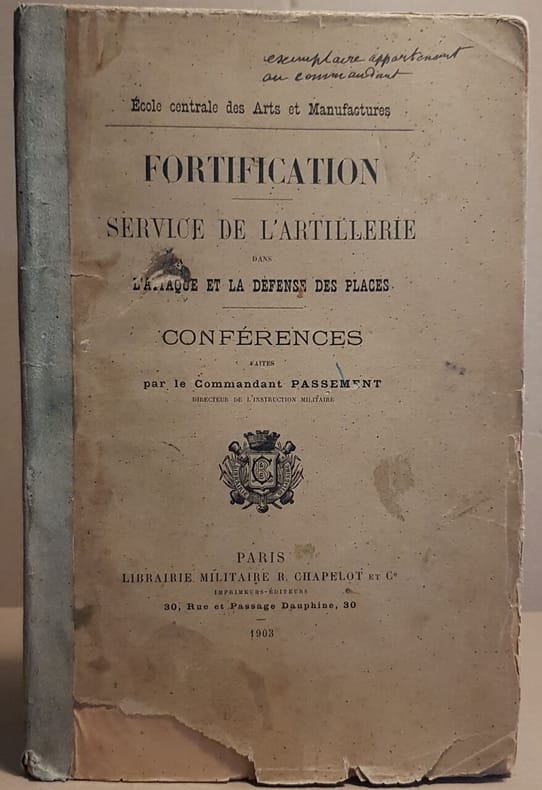 exemplaire appartenant
au commandant
École centrale des Arts et Manufactures
FORTIFICATION
SERVICE DE L'ARTILLERIE
DANS
L'ATTAQUE ET LA DÉFENSE DES PLACES
CONFÉRENCES
FAITES
par le Commandant PASSEMENT
DIRECTEUR DE L'INSTRUCTION MILITAIRE
PARIS
LIBRAIRIE MILITAIRE R. CHAPELOT ET Cᵉ
IMPRIMEURS-ÉDITEURS
30, Rue et Passage Dauphine, 30
1903